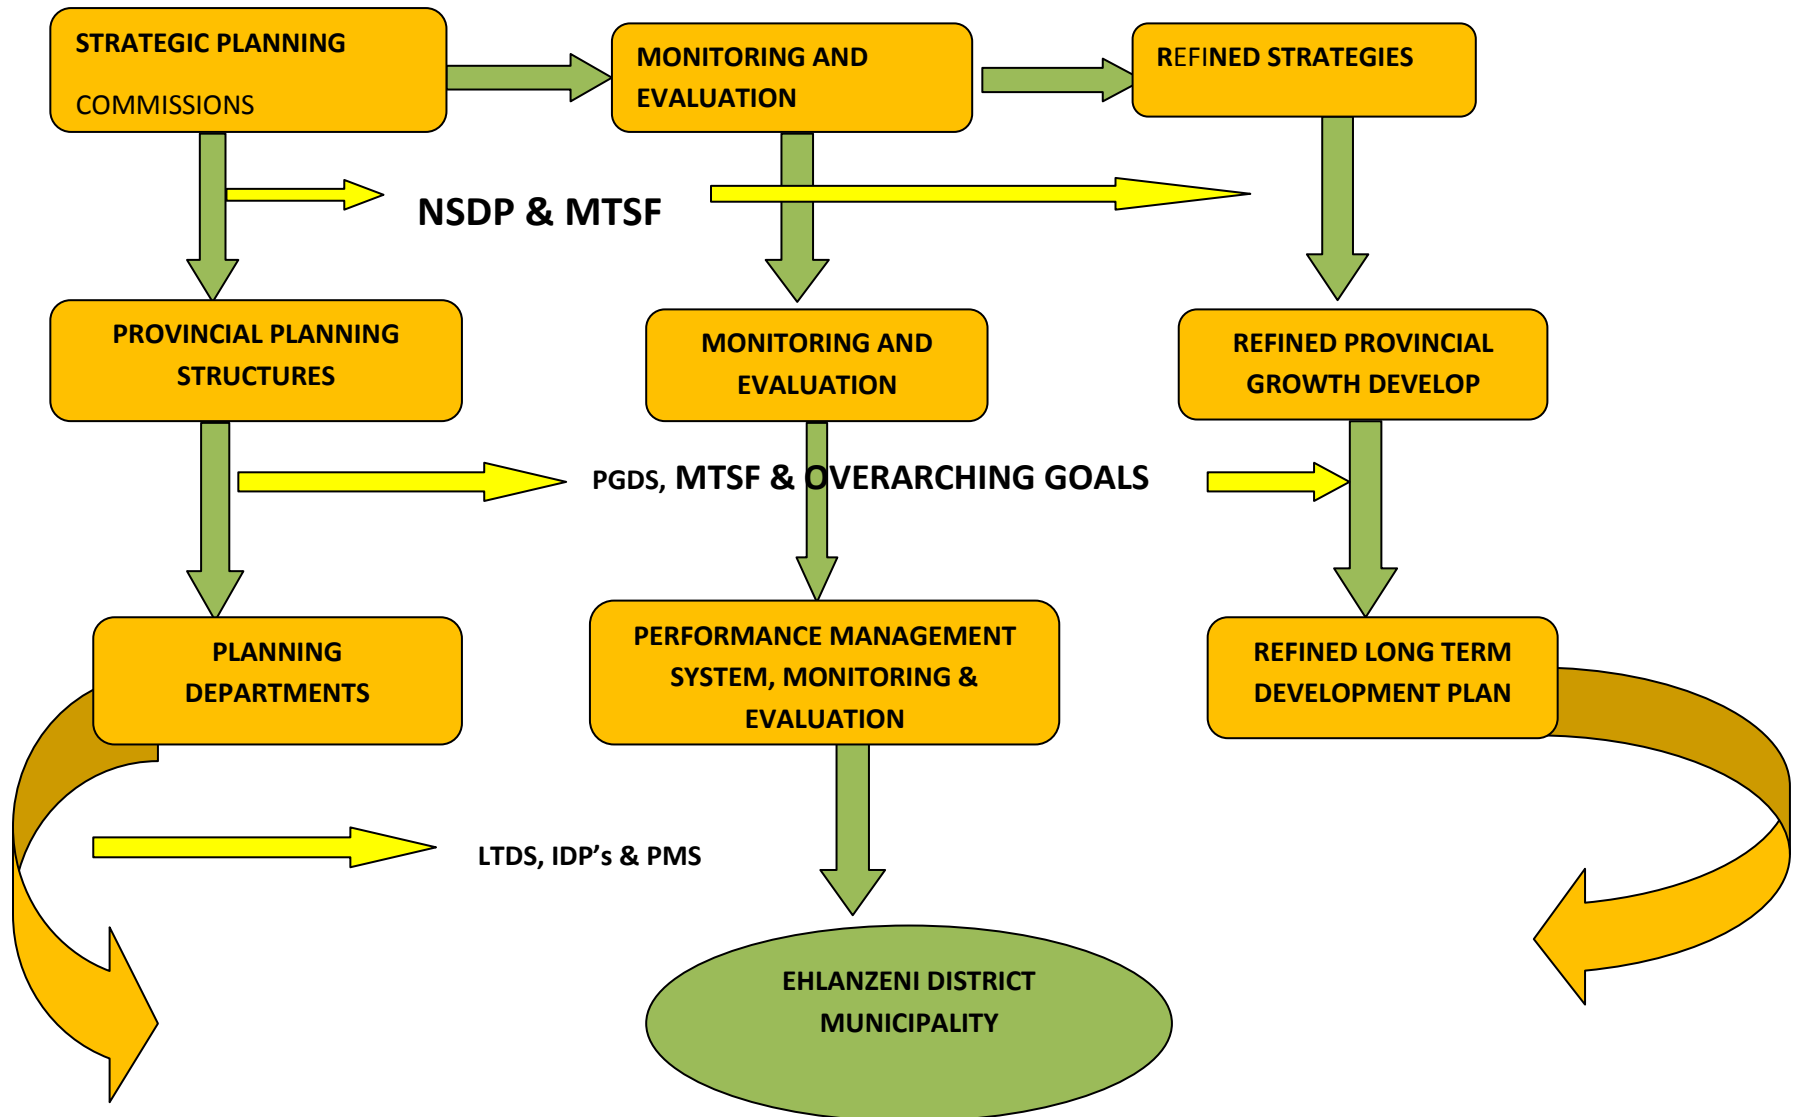 STRATEGIC PLANNING
COMMISSIONS
MONITORING AND
EVALUATION
REFINED STRATEGIES
NSDP & MTSF
PROVINCIAL PLANNING
STRUCTURES
MONITORING AND
EVALUATION
REFINED PROVINCIAL
GROWTH DEVELOP
PGDS, MTSF & OVERARCHING GOALS
PLANNING
DEPARTMENTS
PERFORMANCE MANAGEMENT
SYSTEM, MONITORING &
EVALUATION
REFINED LONG TERM
DEVELOPMENT PLAN
LTDS, IDP’s & PMS
EHLANZENI DISTRICT
MUNICIPALITY